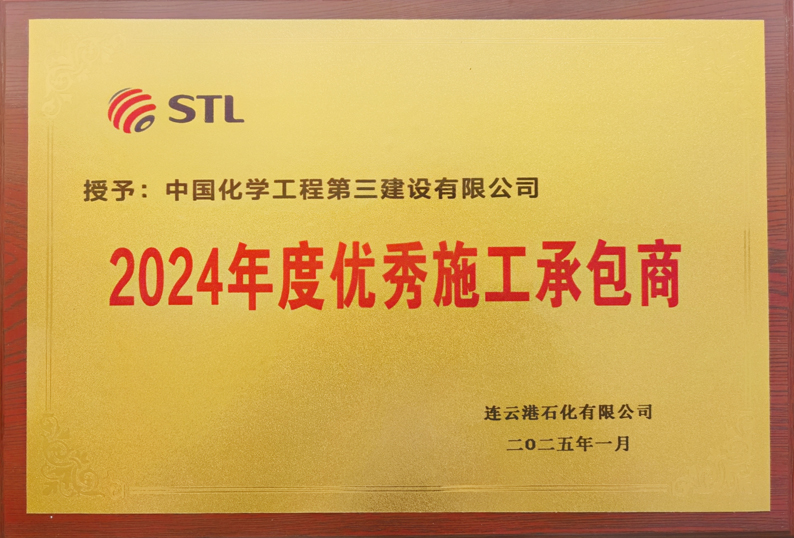 STL
授予：中国化学工程第三建设有限公司
2024年度优秀施工承包商
连云港石化有限公司
二0二五年一月